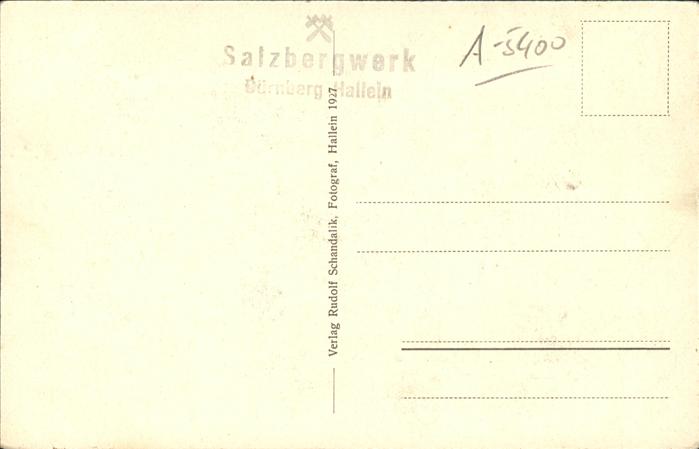 Salzbergwerk
Dürnberg Hallein
A-5400
Verlag Rudolf Schandalik, Fotograf, Hallein 1927.